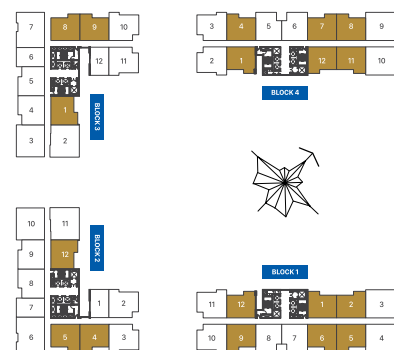 7 8 9 10
6 12 11
5
4 1
3 2
BLOCK 3
3 4 5 6 7 8 9
2 1 12 11 10
BLOCK 4
10 11
9 12
8
7 1 2
6 5 4 3
BLOCK 2
BLOCK 1
11 12 1 2 3
10 9 8 7 6 5 4